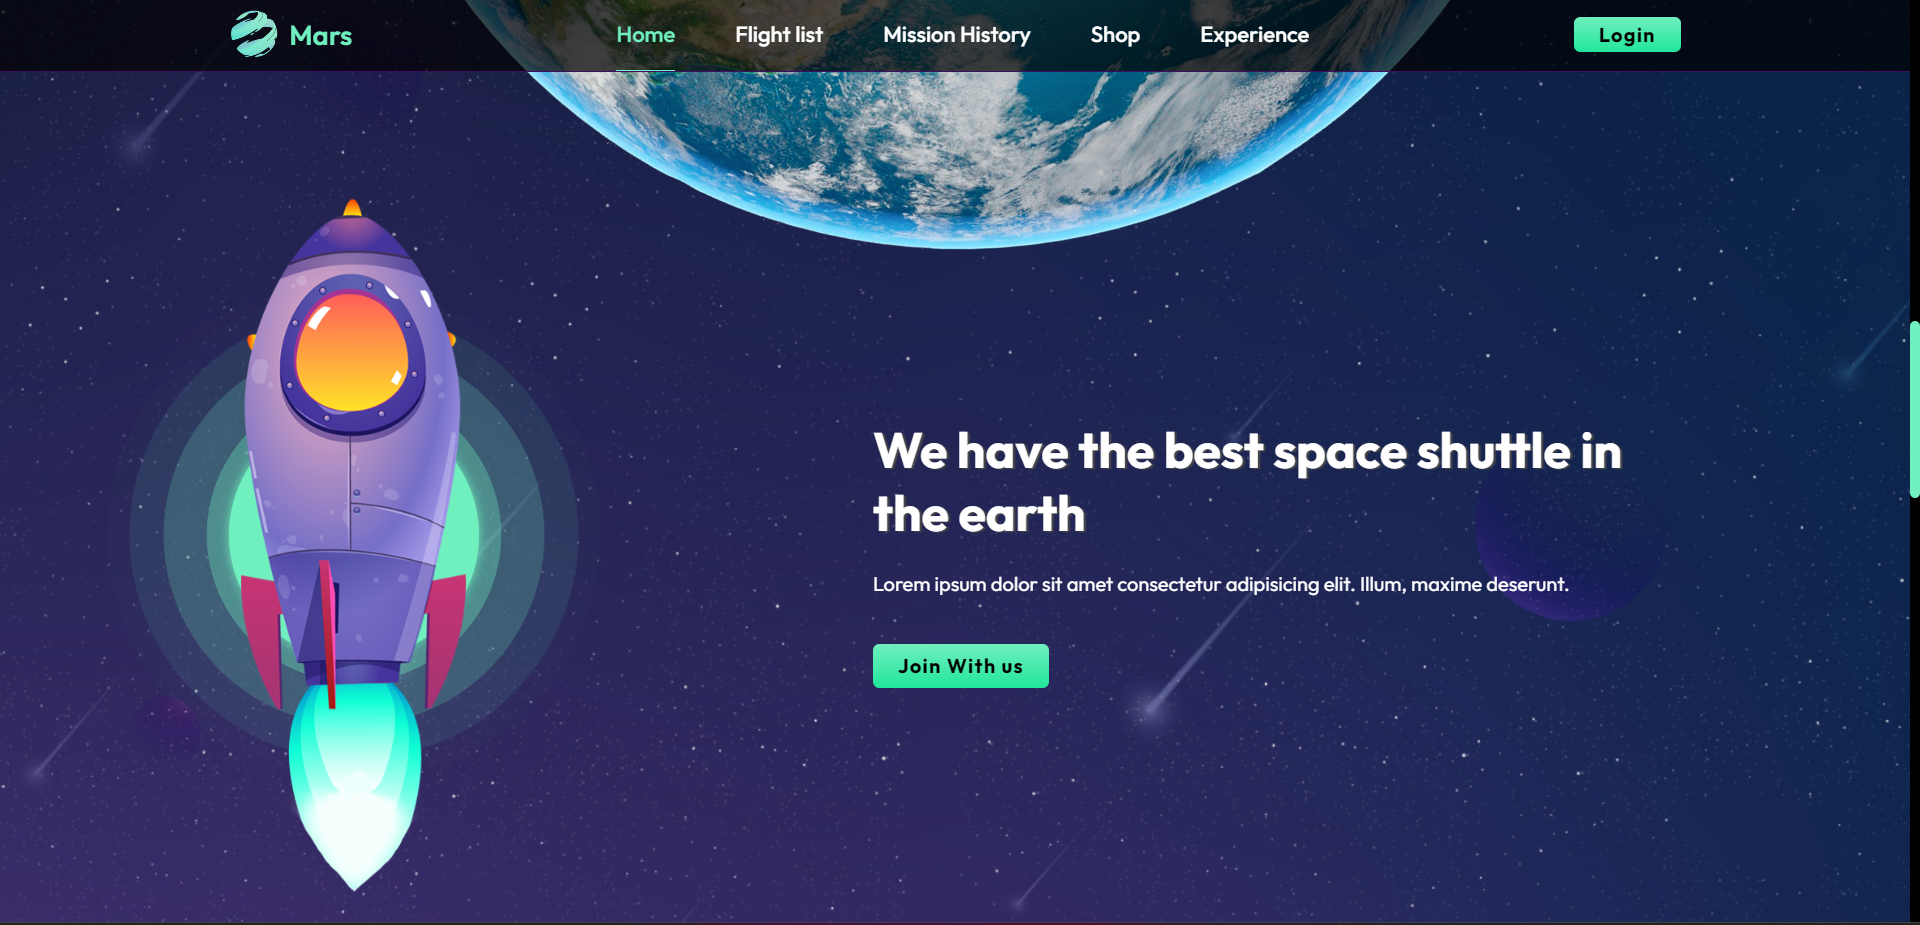 Mars
Home
Flight list
Mission History
Shop
Experience
Login
We have the best space shuttle in
the earth
Lorem ipsum dolor sit amet consectetur adipisicing elit. Illum, maxime deserunt.
Join With us